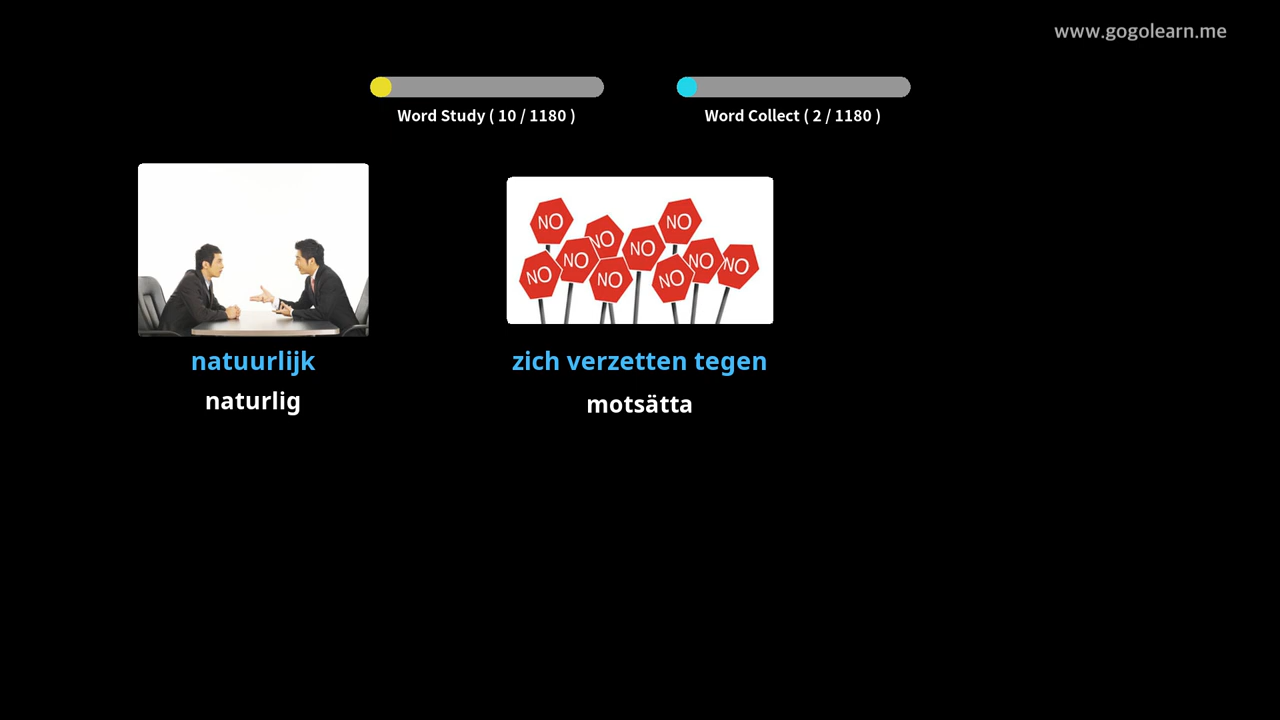 www.gogolearn.me
Word Study ( 10 / 1180 )
Word Collect ( 2 / 1180 )
NO
NO
NO
NO
NO
NO
NO
NO
NO
NO
natuurlijk
zich verzetten tegen
naturlig
motsätta